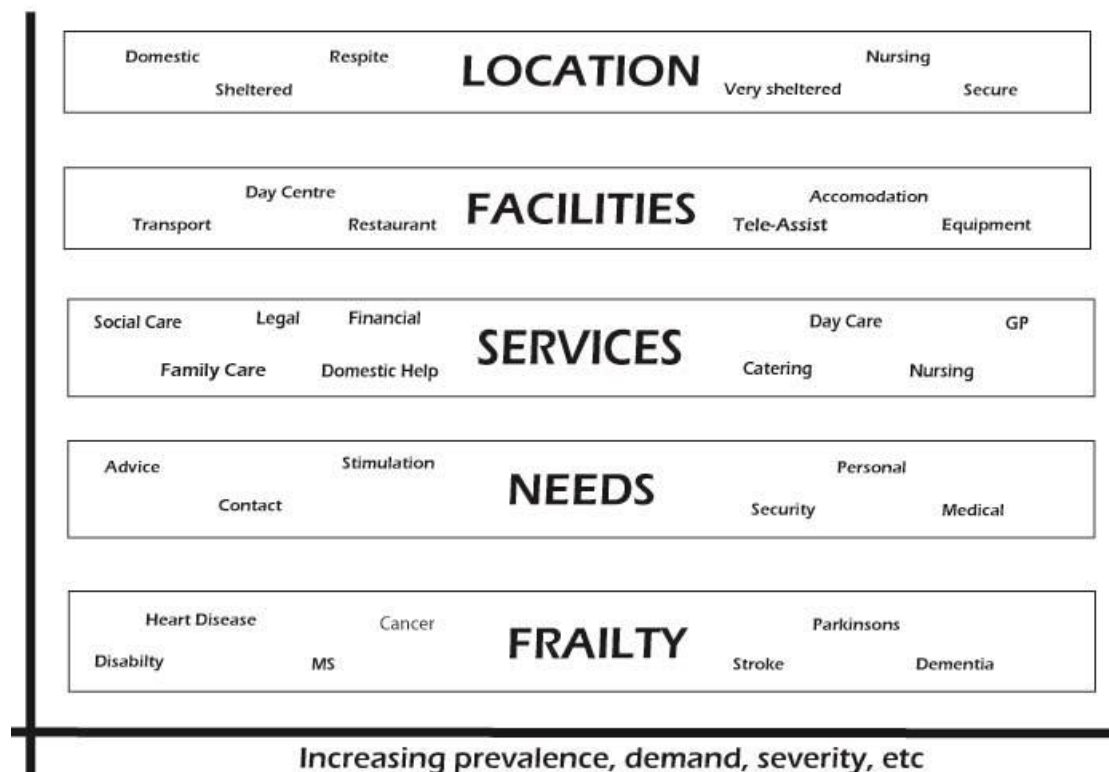 Domestic Respite LOCATION Nursing
Sheltered Very sheltered Secure
Day Centre FACILITIES Accomodation
Transport Restaurant Tele-Assist Equipment
Social Care Legal Financial SERVICES Day Care GP
Family Care Domestic Help Catering Nursing
Advice Stimulation NEEDS Personal
Contact Security Medical
Heart Disease Cancer FRAILTY Parkinsons
Disabilty MS Stroke Dementia
Increasing prevalence, demand, severity, etc